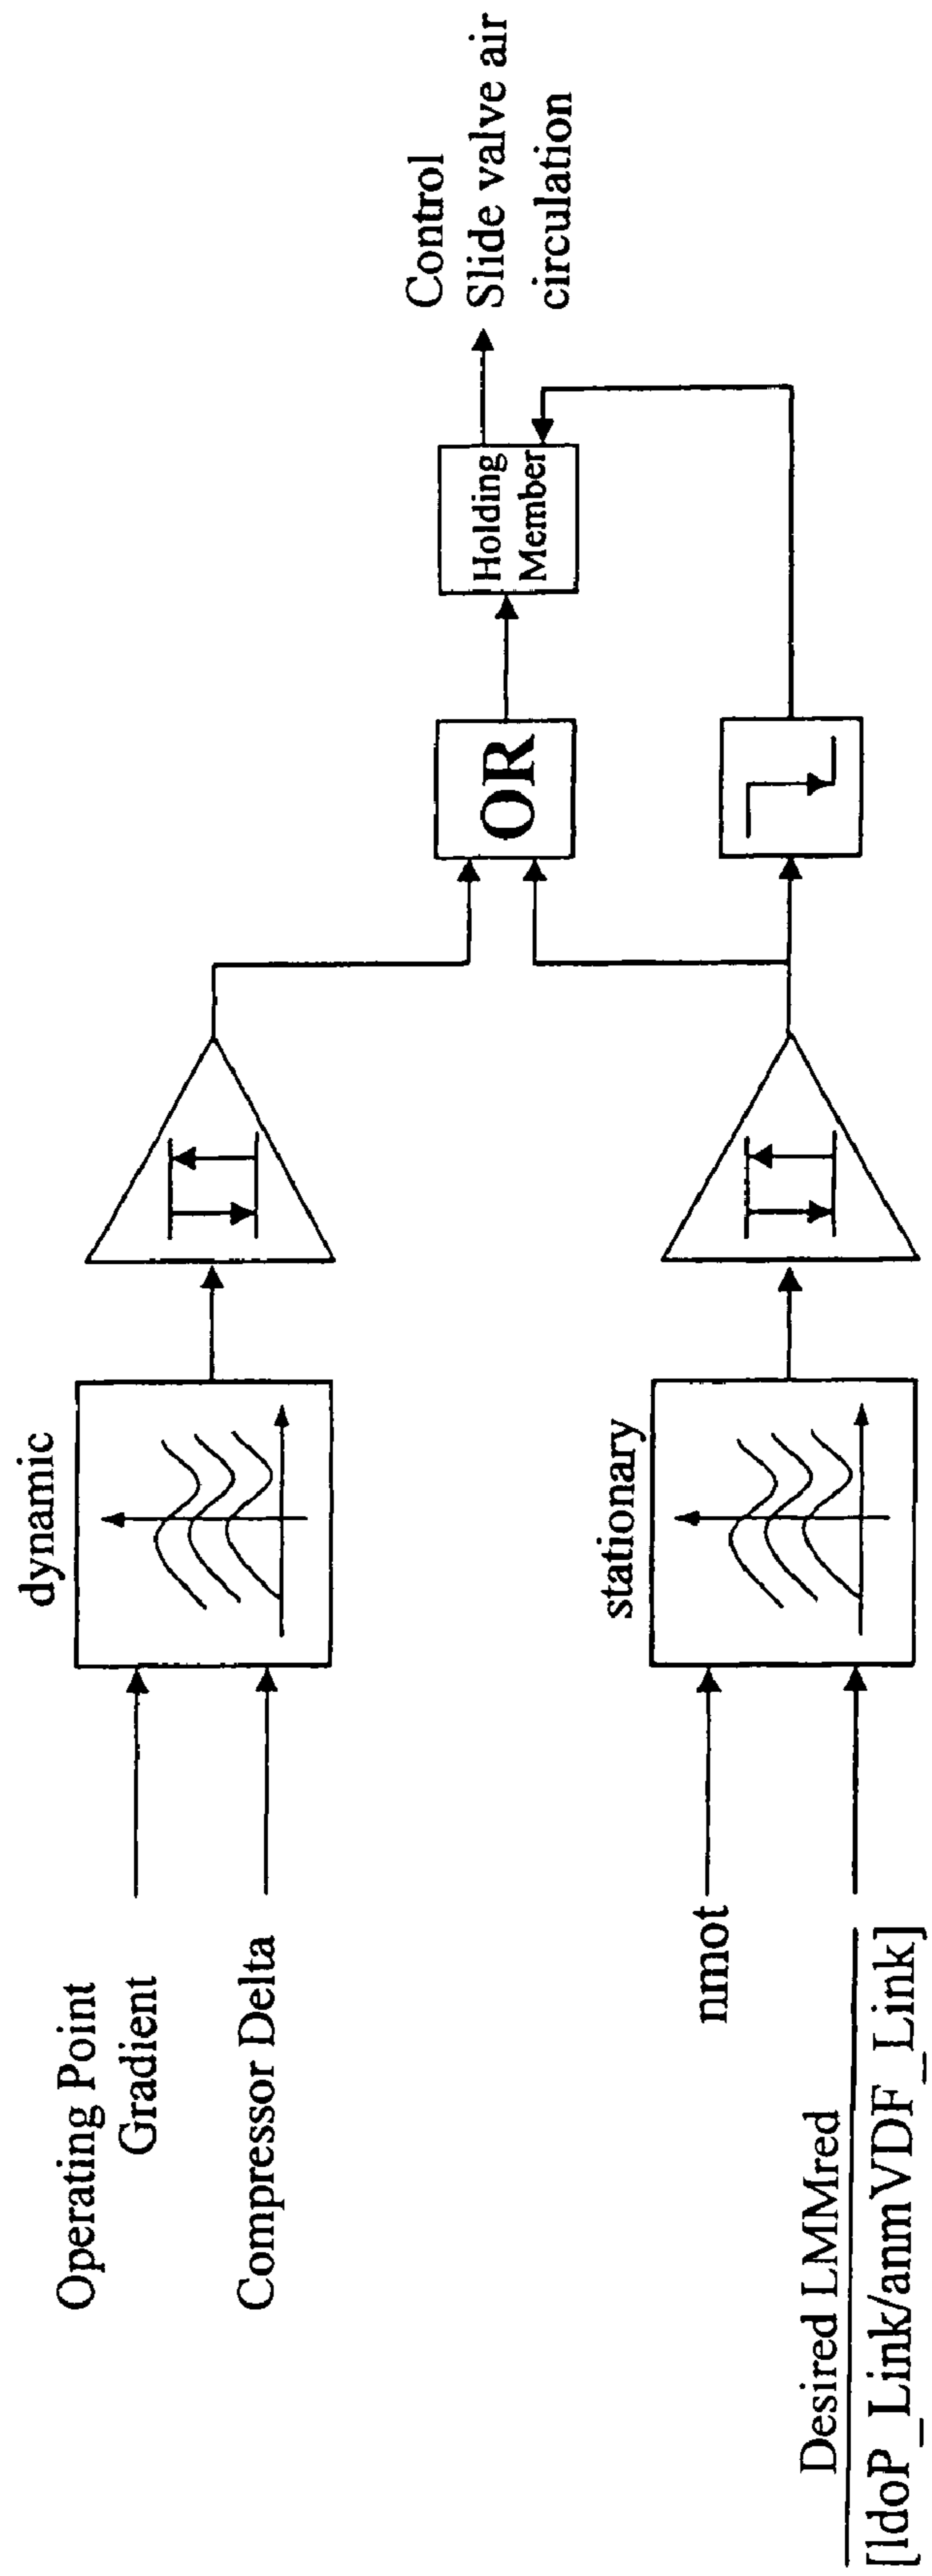 dynamic
Operating Point
Gradient
Compressor Delta
stationary
nmot
Desired LMMred
[ldoP_Link/anmVDF_Link]
OR
Holding
Member
Control
Slide valve air
circulation